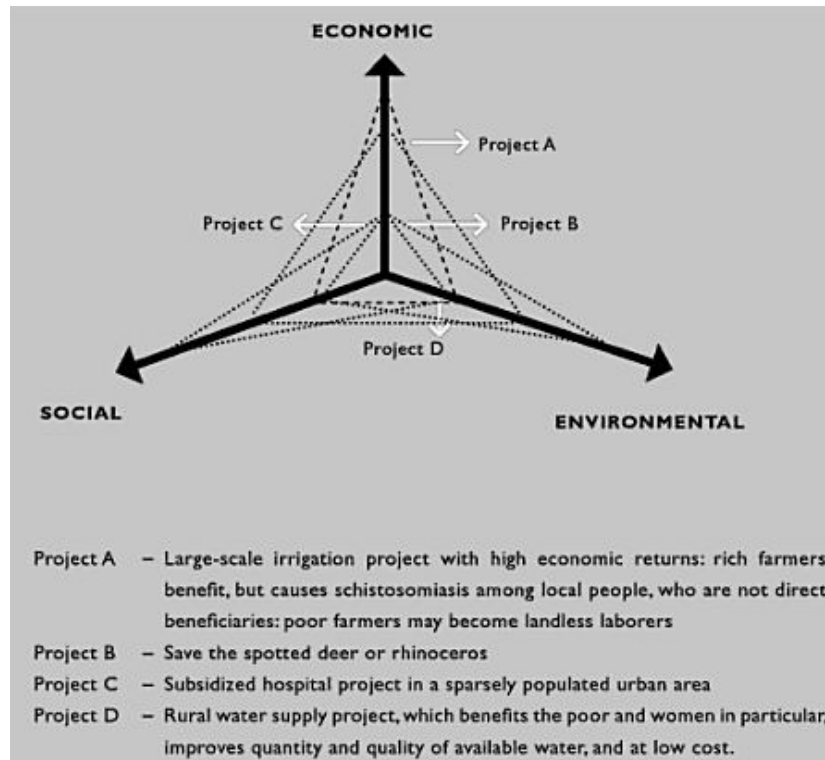 ECONOMIC
Project A
Project C
Project B
Project D
SOCIAL
ENVIRONMENTAL
Project A – Large-scale irrigation project with high economic returns: rich farmers
benefit, but causes schistosomiasis among local people, who are not direct
beneficiaries: poor farmers may become landless laborers
Project B – Save the spotted deer or rhinoceros
Project C – Subsidized hospital project in a sparsely populated urban area
Project D – Rural water supply project, which benefits the poor and women in particular,
improves quantity and quality of available water, and at low cost.